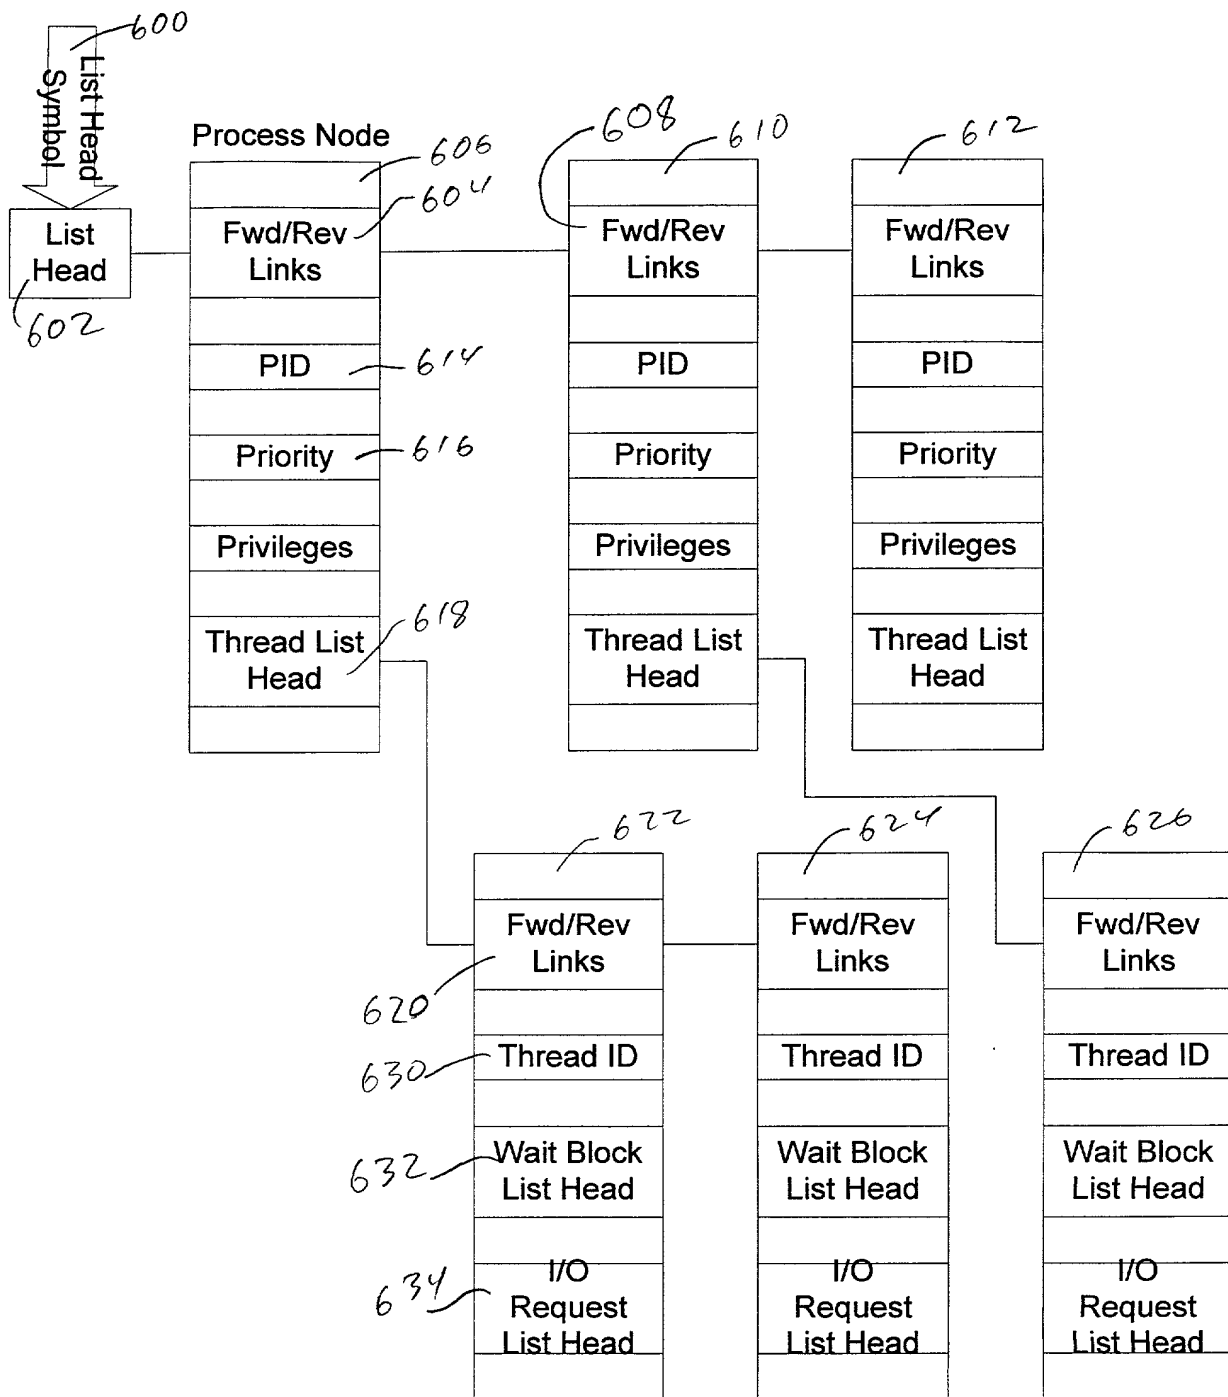 600
List Head
Symbol
Process Node
608
610
612
606
604
List
Head
602
Fwd/Rev
Links
Fwd/Rev
Links
Fwd/Rev
Links
PID
614
PID
PID
Priority
616
Priority
Priority
Privileges
Privileges
Privileges
618
Thread List
Head
Thread List
Head
Thread List
Head
622
624
626
Fwd/Rev
Links
Fwd/Rev
Links
Fwd/Rev
Links
620
630
Thread ID
Thread ID
Thread ID
632
Wait Block
List Head
Wait Block
List Head
Wait Block
List Head
634
I/O
Request
List Head
I/O
Request
List Head
I/O
Request
List Head